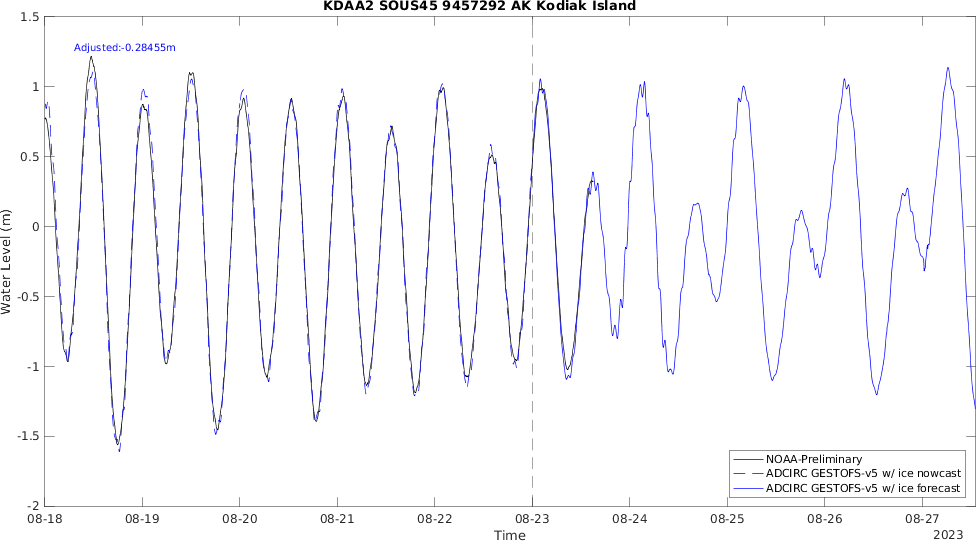 KDAA2 SOUS45 9457292 AK Kodiak Island
Adjusted:-0.28455m
Water Level (m)
1.5
1
0.5
0
-0.5
-1
-1.5
-2
NOAA-Preliminary
ADCIRC GESTOFS-v5 w/ ice nowcast
ADCIRC GESTOFS-v5 w/ ice forecast
08-18 08-19 08-20 08-21 08-22 08-23 08-24 08-25 08-26 08-27
Time
2023